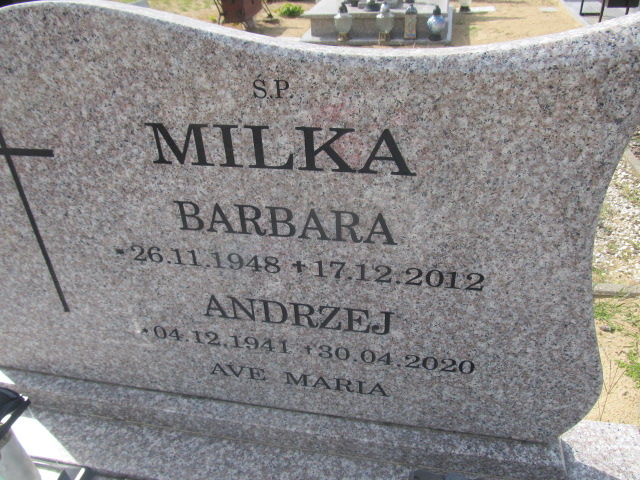 Ś.P.
MILKA
BARBARA
*26.11.1948 +17.12.2012
ANDRZEJ
*04.12.1941 +30.04.2020
AVE MARIA